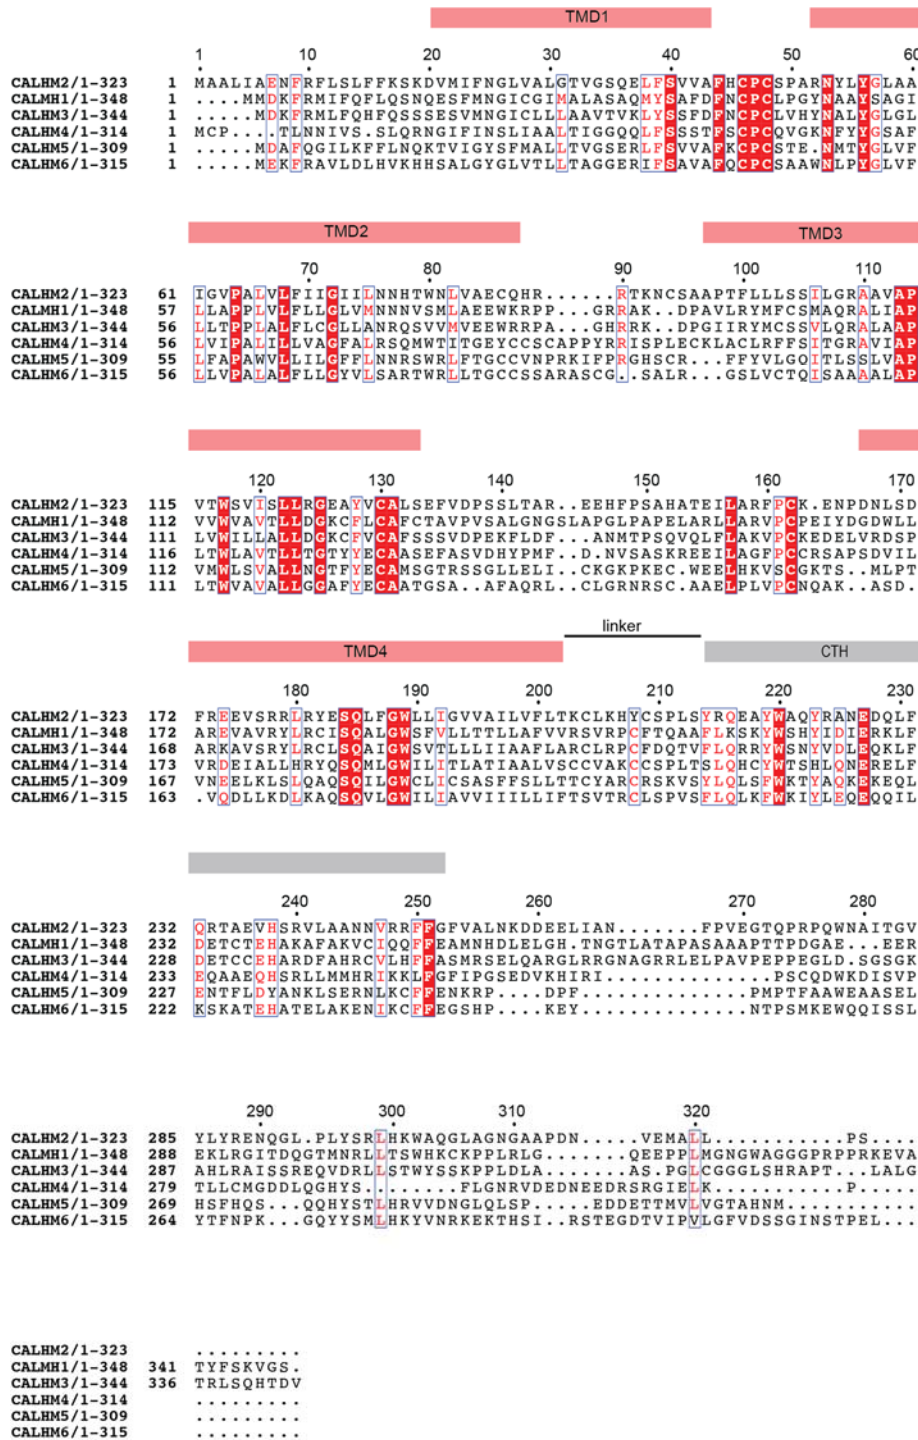 TMD1
1 10 20 30 40 50 60
CALHM2/1-323 1 MAALIAENFRFLSLFFKSKDVMIFNGLVALGTVGSQELFSVVAFHCPCSPARNYLYGLAA
CALMH1/1-348 1 ....MMDKFRMIFQFLQSNQESFMNGICGIMALASAQMYSAFDFNCPCLPGYNAAYSAGI
CALHM3/1-344 1 ....MDKFRMLFQHFQSSSESVMNGICLLLAAVTVKLYSSFDFNCPCLVHYNALYGLGL
CALHM4/1-314 1 MCP...TLNNIVS.SLQRNGIFINSLIAALTIGGQQLFSSSTFSCPCQVGKNFYYGSAF
CALHM5/1-309 1 ....MDAFQGILKFFLNQKTVIGYSFMALLTVGSERLFSVVAFKCPCSTE.NMTYGLVF
CALHM6/1-315 1 ....MEKFRAVLDLHVKHHSALGYGLVTLLTAGGERIFSAVAFQCPCSAAWNLPYGLVF
TMD2 TMD3
70 80 90 100 110
CALHM2/1-323 61 IGVPALVLFIIGIILNNHTWNLVAECQHR......RTKNCSAAPTFLLLSSILGRAAVAP
CALMH1/1-348 57 LLAPPLVLFLLGLVMNNNVSMLAEEWKRPP...GRRAK.DPAVLRYMFCSMAQRALIAP
CALHM3/1-344 56 LLTPPLALFLCGLLANRQSVVMVEEWRRPA...GHRRK.DPGIIRYMCSSVLQRALAAP
CALHM4/1-314 56 LVIPALILLVAGFALRSQMWTITGEYCCSCAPPYRRISPLECKLACLRFFSITGRAVIAP
CALHM5/1-309 55 LFAPAWVLLILGFFLNNRSWRLFTGCCVNPRKIFPRGHSCR...FFYVLGQITLSSLVAP
CALHM6/1-315 56 LLVPALALFLLGYVLSARTWRLLTGCCSSARASCG.SALR...GSLVCTQISAAAALAP
120 130 140 150 160 170
CALHM2/1-323 115 VTWSVISLLRGEAYVCALSEFVDPSSLTAR..EEHFPSAHATEILARFPCK.ENPDNLSD
CALMH1/1-348 112 VVWVAVTLLDGKCFLCAFCTAVPVSALGNGSLAPGLPAPELARLLARVPCPEIYDGDWLL
CALHM3/1-344 111 LVWILLALLDGKCFVCAFSSSVDPEKFLDF...ANMTPSQVQLFLAKVPCKEDELVRDSP
CALHM4/1-314 116 LTWLAVTLLTGTYYECAASEFASVDHYPMF..D.NVSASKREEILAGFPCCRSAPSDVIL
CALHM5/1-309 112 VMWLSVALLNGTFYECAMSGTRSSGLLELI...CKGKPKEC.WEELHKVSCGKTS..MLPT
CALHM6/1-315 111 LTWVAVALLGGAFYECAATGSA..AFAQRL...CLGRNRSC.AAELPLVPCNQAK..ASD.
linker
TMD4 CTH
180 190 200 210 220 230
CALHM2/1-323 172 FREEVSRRLRYESQLFGWLLIGVVAILVFLTKCLKHYCSPLSYRQEAYWAQYRANEDQLF
CALMH1/1-348 172 AREVAVRYLRCISQALGWSFVLLTTLLAFVVRSVRPCFTQAAFLKSKYWSHYIDIERKLF
CALHM3/1-344 168 ARKAVSRYLRCLSQAIGWSVTLLLIIAAFLARCLRPCFDQTVFLQRRYWSNYVDLEQKLF
CALHM4/1-314 173 VRDEIALLHRYQSQMLGWILITLATIAALVSCCVAKCCSPLTSLQHCYWTSHLQNERELF
CALHM5/1-309 167 VNEELKLSLQAQSQILGWCLICSASFFSLLTTCYARCRSKVSYLQLSFWKTYAQKEKEQL
CALHM6/1-315 163 .VQDLLKDLKAQSQVLGWILIAVVIIILLIFTSVTRCLSPVSFLQLKFWKIYLEQEQQIL
240 250 260 270 280
CALHM2/1-323 232 QRTAEVHSRVLAANNVRRFFGFVALNKDDEELIAN.....FPVEGTQPRPQWNAITGV
CALMH1/1-348 232 DETCTEHAKAFAKVCIQQFFEAMNHDLELGH.TNGTLATAPASAAAPTTPDGAE..EER
CALHM3/1-344 228 DETCCEHARDFAHRCVLHFFASMRSELQARGLRRGNAGRRLELPAVPEPPEGLD.SGSGK
CALHM4/1-314 233 EQAAEQHSRLLMMHRIKKLFGFIPGSEDVKHIRI...........PSCQDWKDISVP
CALHM5/1-309 227 ENTFLDYANKLSERNLKCFFENKRP....DPF.............PMPTFAAWEAASEL
CALHM6/1-315 222 KSKATEHATELAKENIKCFFEGSHP....KEY.............NTPSMKEWQQISSL
290 300 310 320
CALHM2/1-323 285 YLYRENQGL.PLYSRLHKWAQGLAGNGAAPDN......VEMALL.........PS....
CALMH1/1-348 288 EKLRGITDQGTMNRLLTSWHKCKPPLRLG.......QEEPPLMGNGWAGGGPRPPRKEVA
CALHM3/1-344 287 AHLRAISSREQVDRLLSTWYSSKPPLDLA.......AS.PGLCGGGLSHRAPT...LALG
CALHM4/1-314 279 TLLCMGDDLQGHYS.......FLGNRVDEDNEEDRSRGIELK..........P.....
CALHM5/1-309 269 HSFHQS...QQHYSTLHRVVDNGLQLSP.....EDDETTMVLVGTAHNM..........
CALHM6/1-315 264 YTFNPK...GQYYSMLHKYVNRKEKTHSI..RSTEGDTVIPVLGFVDSSGINSTPEL...
CALHM2/1-323 .........
CALMH1/1-348 341 TYFSKVGS.
CALHM3/1-344 336 TRLSQHTDV
CALHM4/1-314 .........
CALHM5/1-309 .........
CALHM6/1-315 .........